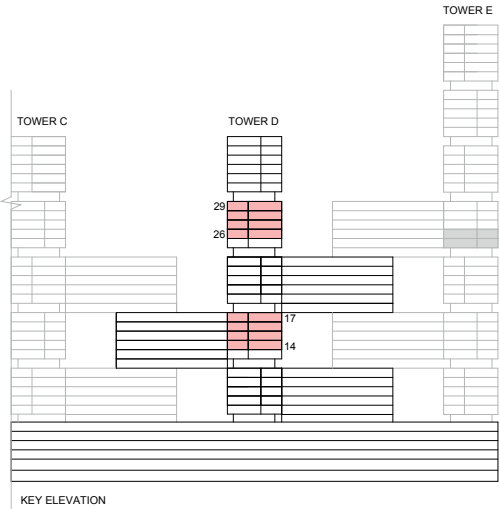 TOWER E
TOWER C
TOWER D
29
26
17
14
KEY ELEVATION